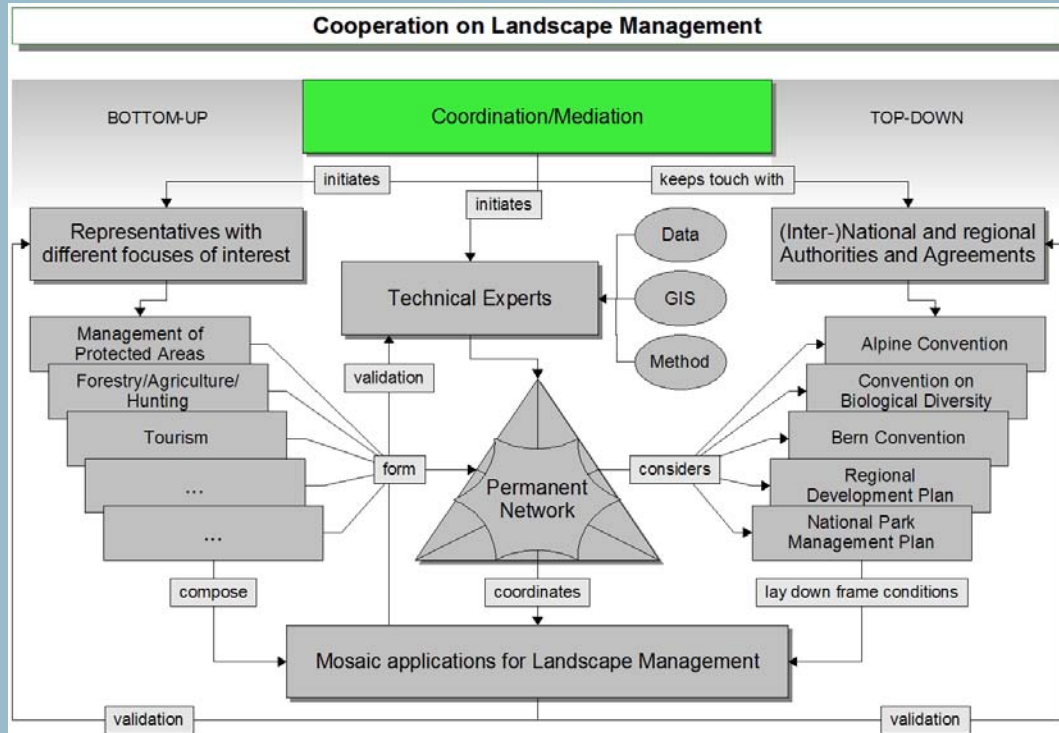 Cooperation on Landscape Management
BOTTOM-UP
Coordination/Mediation
TOP-DOWN
initiates
keeps touch with
initiates
Representatives with
different focuses of interest
Data
(Inter-)National and regional
Authorities and Agreements
Technical Experts
GIS
Method
Management of
Protected Areas
Forestry/Agriculture/
Hunting
Tourism
...
...
validation
Alpine Convention
Convention on
Biological Diversity
Bern Convention
Regional
Development Plan
National Park
Management Plan
form
considers
Permanent
Network
compose
coordinates
lay down frame conditions
Mosaic applications for Landscape Management
validation
validation